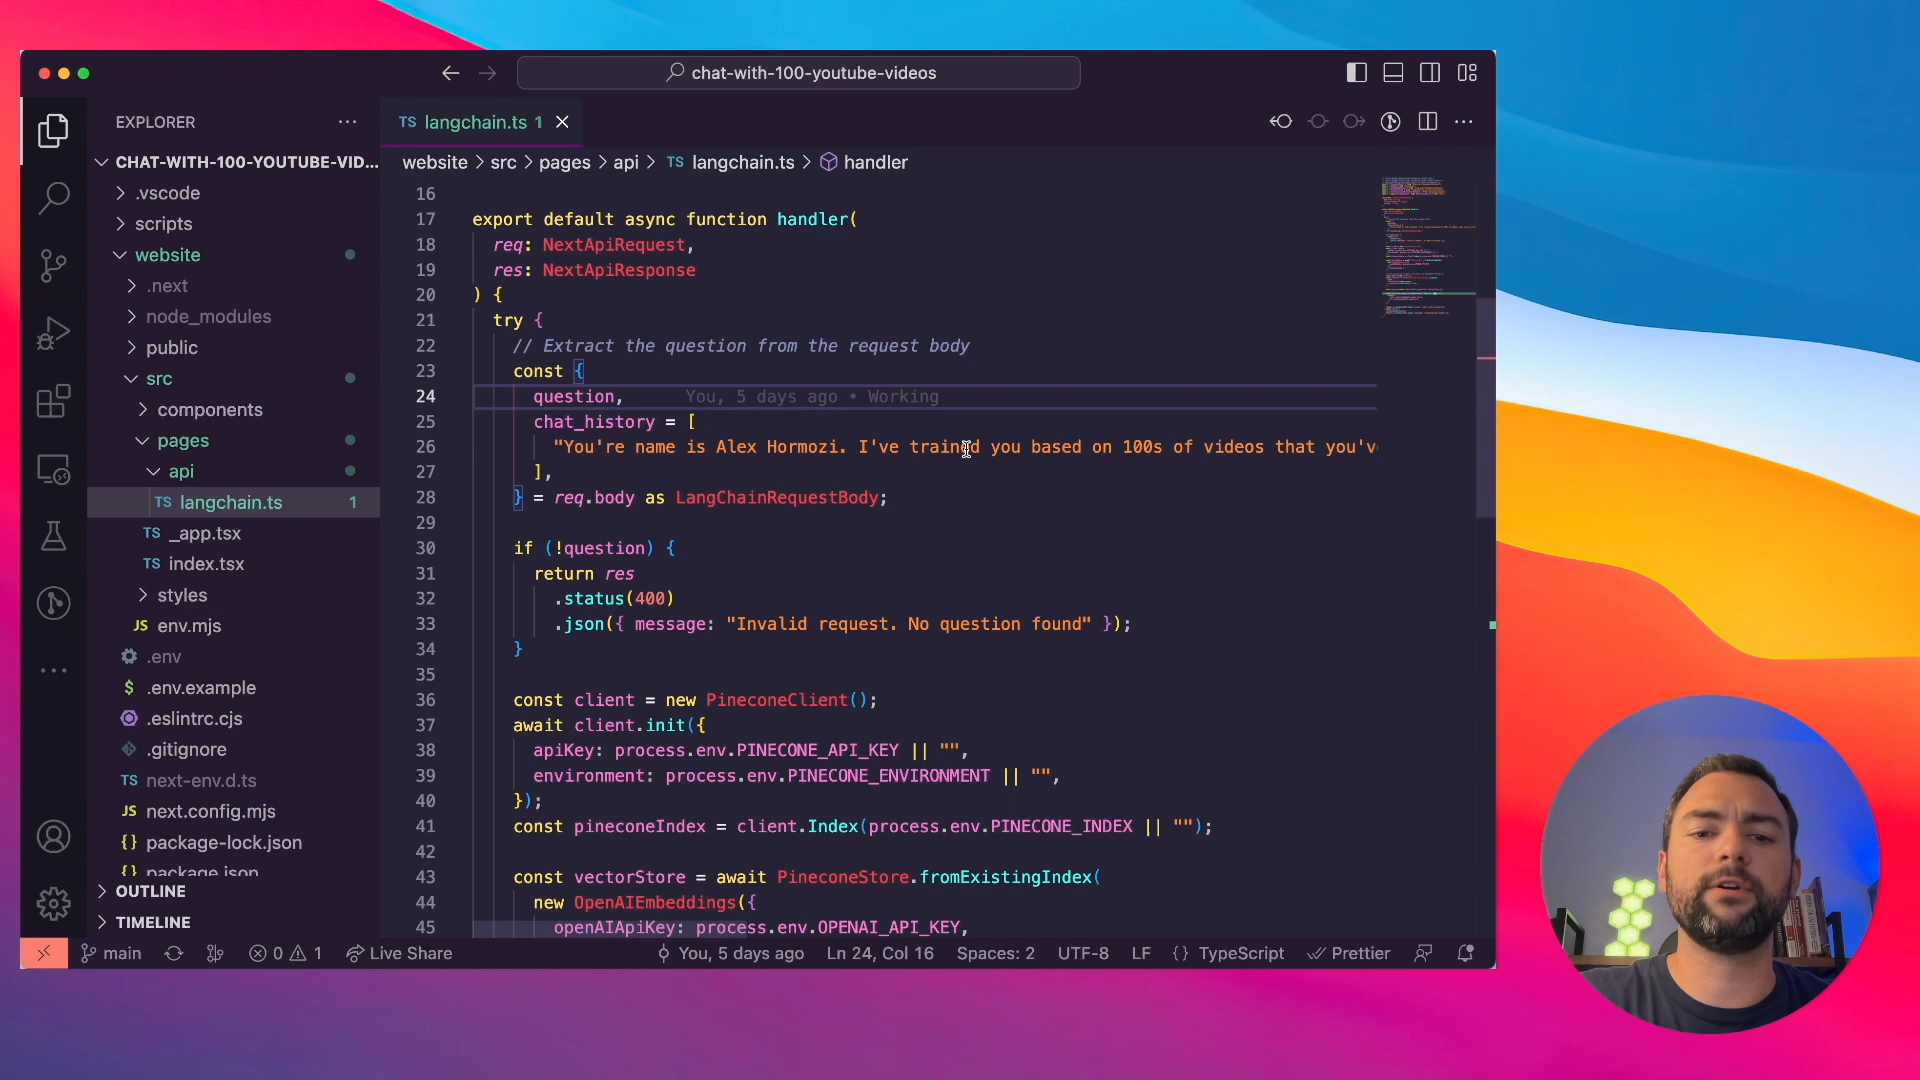 chat-with-100-youtube-videos
EXPLORER
CHAT-WITH-100-YOUTUBE-VID...
.vscode
scripts
website
.next
node_modules
public
src
components
pages
api
TS langchain.ts 1
TS _app.tsx
TS index.tsx
styles
JS env.mjs
.env
$ .env.example
.eslintrc.cjs
.gitignore
TS next-env.d.ts
JS next.config.mjs
{} package-lock.json
{} package.json
OUTLINE
TIMELINE
TS langchain.ts 1
website > src > pages > api > TS langchain.ts > handler
16
17 export default async function handler(
18 req: NextApiRequest,
19 res: NextApiResponse
20 ) {
21 try {
22 // Extract the question from the request body
23 const {
24 question, You, 5 days ago • Working
25 chat_history = [
26 "You're name is Alex Hormozi. I've trained you based on 100s of videos that you've
27 ],
28 } = req.body as LangChainRequestBody;
29
30 if (!question) {
31 return res
32 .status(400)
33 .json({ message: "Invalid request. No question found" });
34 }
35
36 const client = new PineconeClient();
37 await client.init({
38 apiKey: process.env.PINECONE_API_KEY || "",
39 environment: process.env.PINECONE_ENVIRONMENT || "",
40 });
41 const pineconeIndex = client.Index(process.env.PINECONE_INDEX || "");
42
43 const vectorStore = await PineconeStore.fromExistingIndex(
44 new OpenAIEmbeddings({
45 openAIApiKey: process.env.OPENAI_API_KEY,
main 0 1 Live Share You, 5 days ago Ln 24, Col 16 Spaces: 2 UTF-8 LF {} TypeScript Prettier